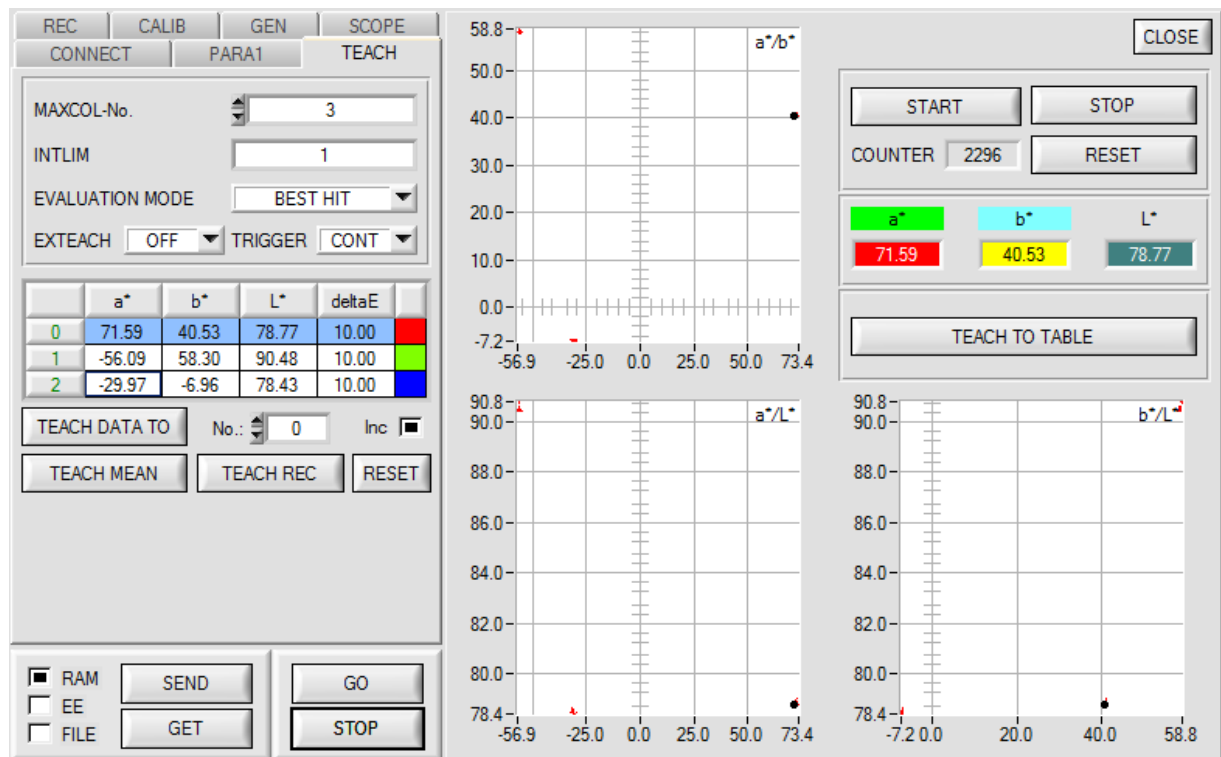 REC CALIB GEN SCOPE
CONNECT PARA1 TEACH
MAXCOL-No. 3
INTLIM 1
EVALUATION MODE BEST HIT
EXTEACH OFF TRIGGER CONT
a* b* L* deltaE
0 71.59 40.53 78.77 10.00
1 -56.09 58.30 90.48 10.00
2 -29.97 -6.96 78.43 10.00
TEACH DATA TO No.: 0 Inc
TEACH MEAN TEACH REC RESET
RAM SEND GO
EE
FILE GET STOP
a*/b*
58.8
50.0
40.0
30.0
20.0
10.0
0.0
-7.2
-56.9 -25.0 0.0 25.0 50.0 73.4
CLOSE
START STOP
COUNTER 2296 RESET
a* b* L*
71.59 40.53 78.77
TEACH TO TABLE
a*/L*
90.8
90.0
88.0
86.0
84.0
82.0
80.0
78.4
-56.9 -25.0 0.0 25.0 50.0 73.4
b*/L*
90.8
90.0
88.0
86.0
84.0
82.0
80.0
78.4
-7.2 0.0 20.0 40.0 58.8